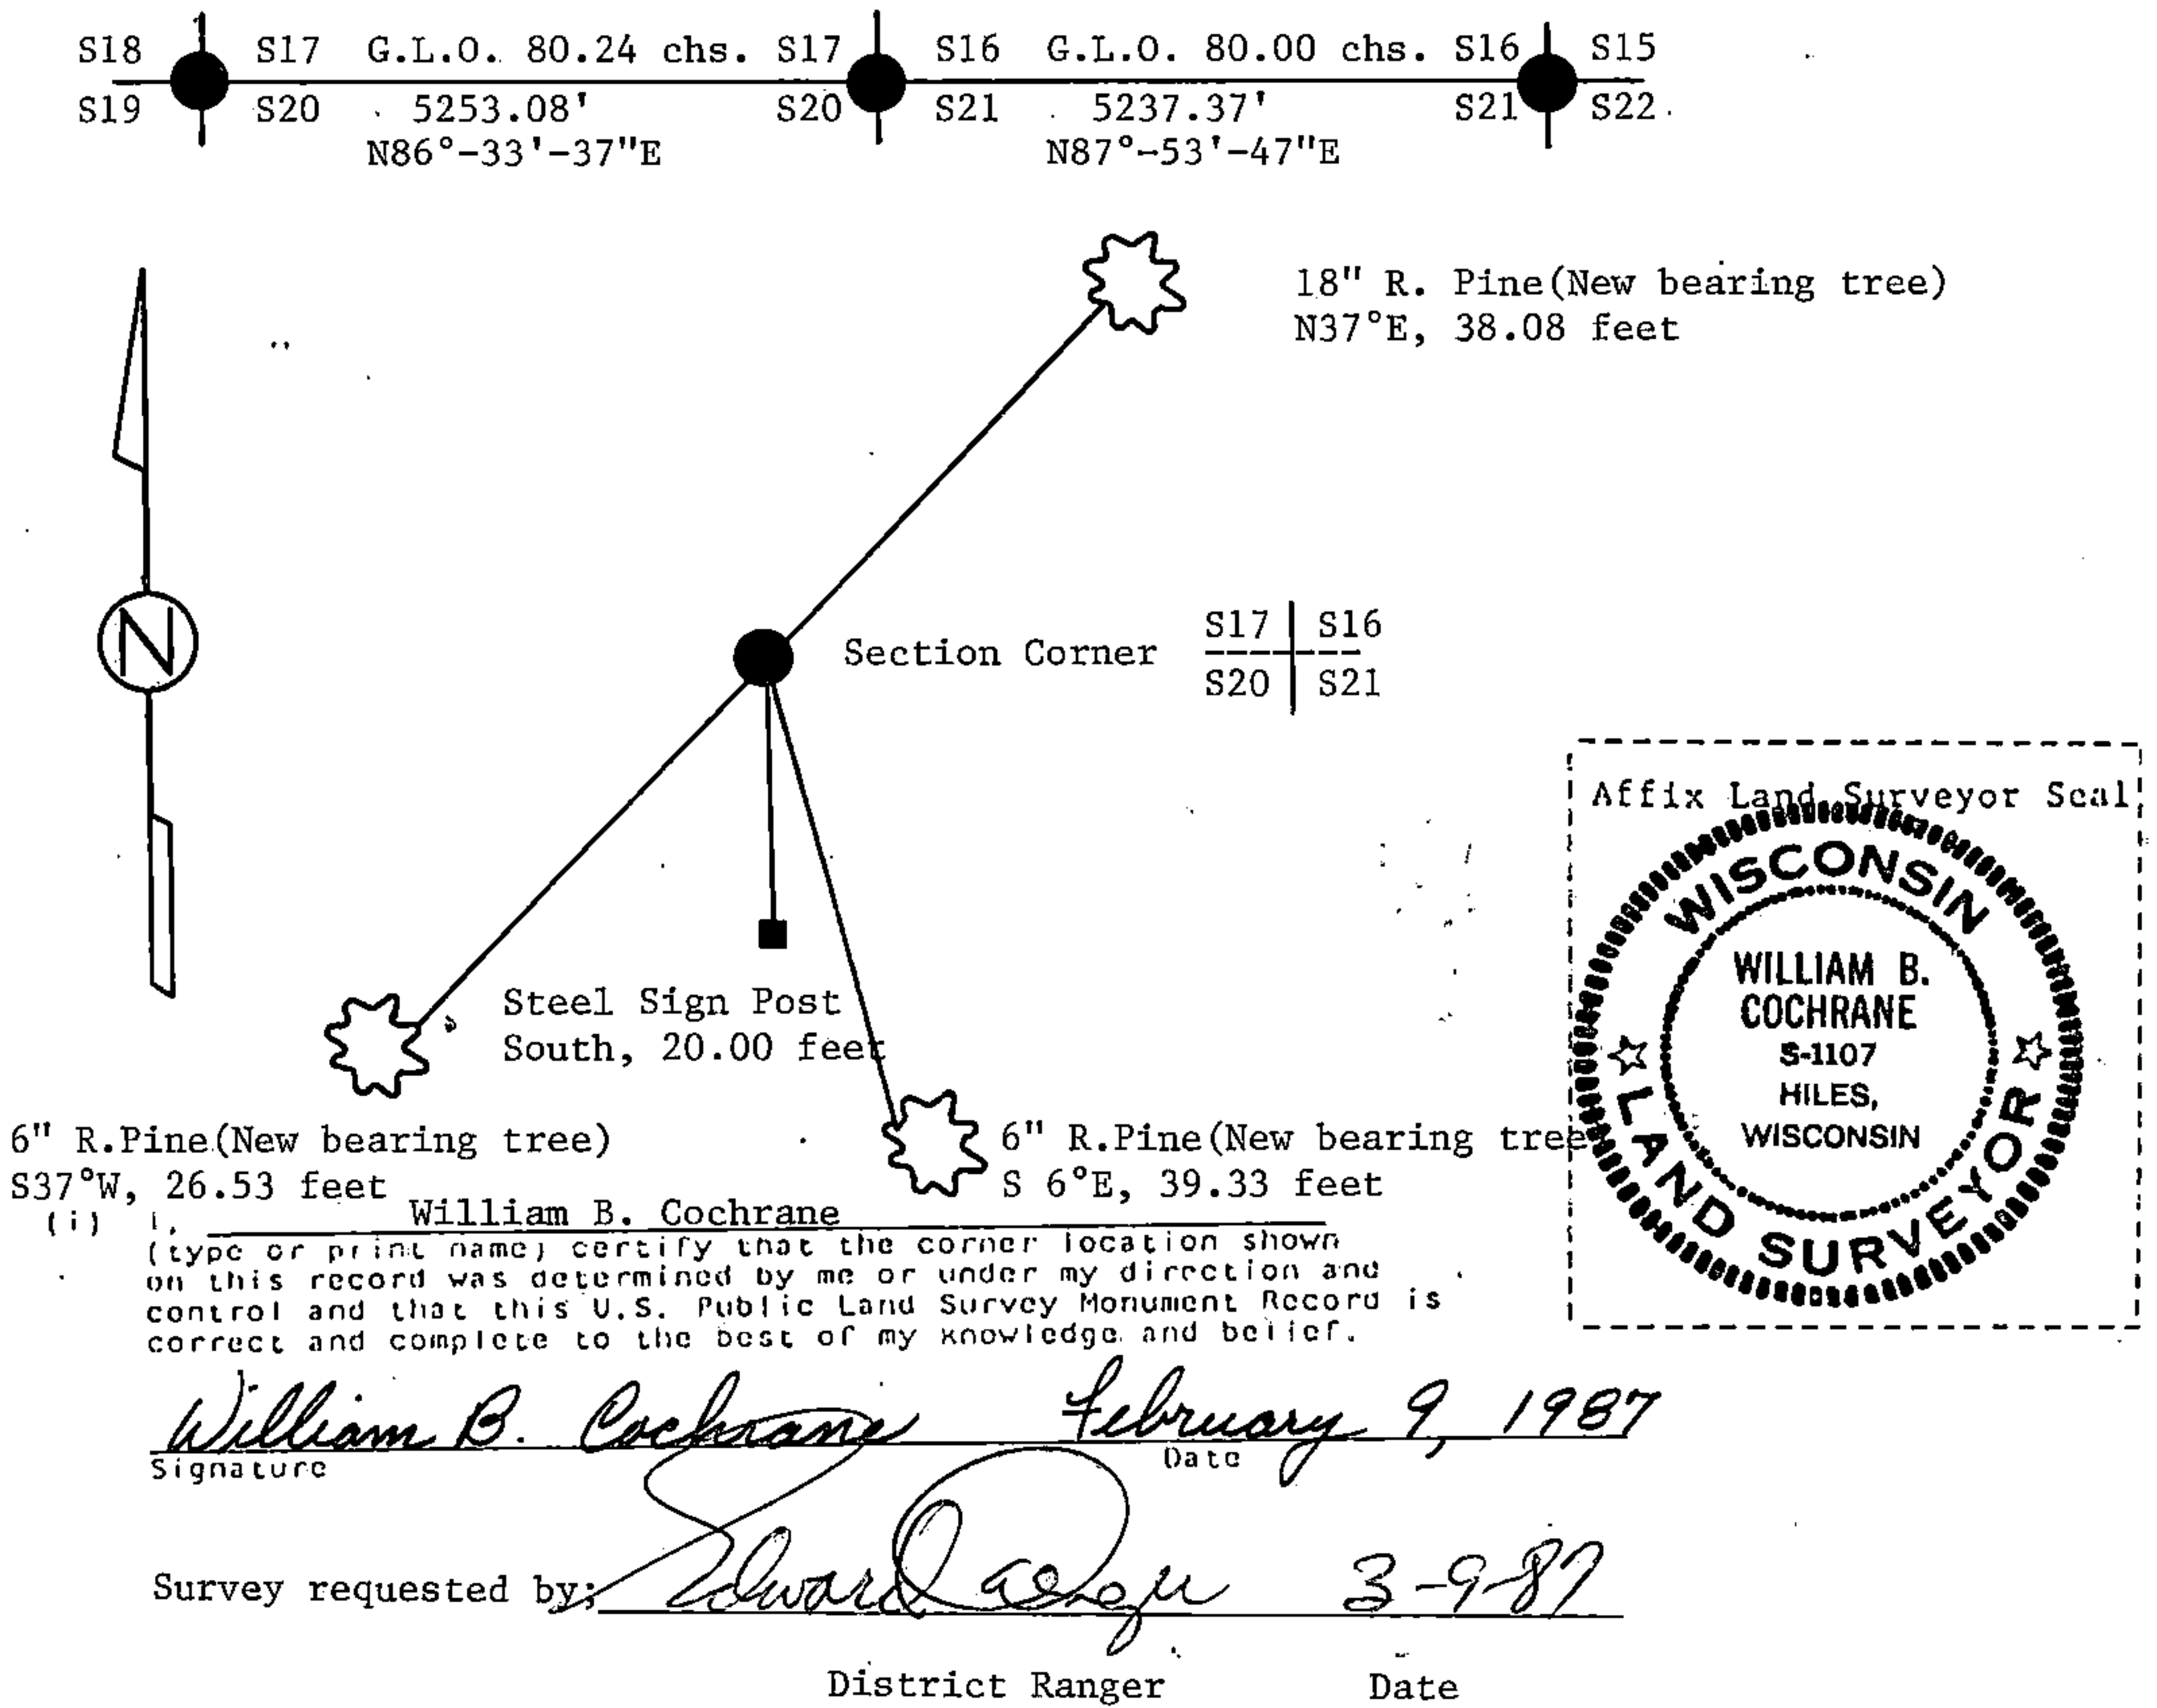 S18 S17 G.L.O. 80.24 chs. S17 S16 G.L.O. 80.00 chs. S16 S15
S19 S20 5253.08' S20 S21 5237.37' S21 S22
N86°-33'-37"E N87°-53'-47"E
18" R. Pine(New bearing tree)
N37°E, 38.08 feet
N
Section Corner
S17 S16
S20 S21
Affix Land Surveyor Seal
WISCONSIN
WILLIAM B.
COCHRANE
S-1107
HILES,
WISCONSIN
LAND SURVEYOR
Steel Sign Post
South, 20.00 feet
6" R.Pine(New bearing tree)
S37°W, 26.53 feet
6" R.Pine(New bearing tree
S 6°E, 39.33 feet
(i) I, William B. Cochrane
(type or print name) certify that the corner location shown
on this record was determined by me or under my direction and
control and that this U.S. Public Land Survey Monument Record is
correct and complete to the best of my knowledge and belief.
William B. Cochrane February 9, 1987
Signature Date
Survey requested by: Edward 3-9-87
District Ranger Date